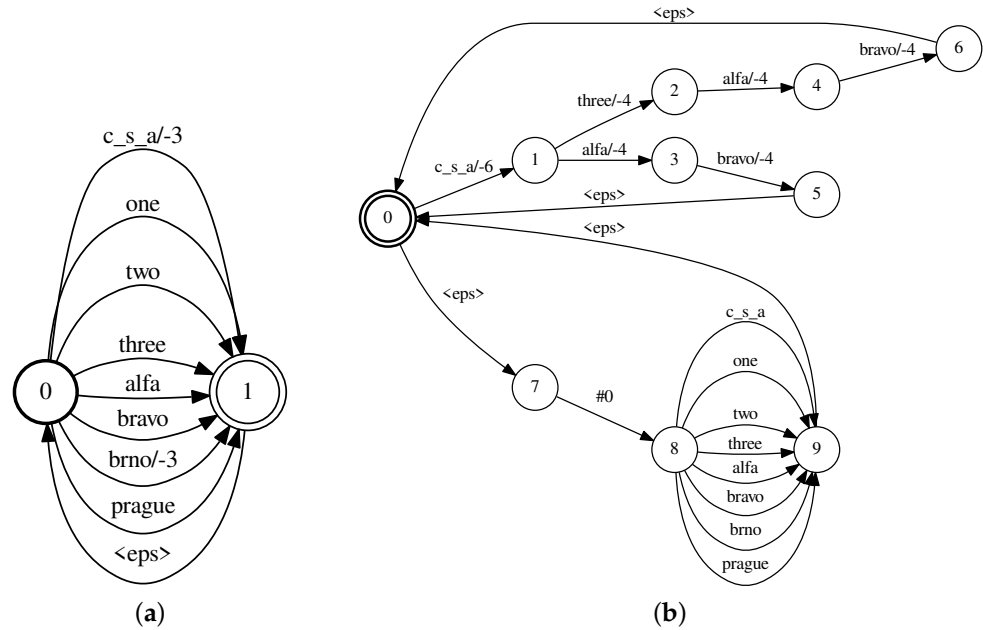 c_s_a/-3
one
two
three
alfa
bravo
brno/-3
prague
<eps>
0
1
(a)
<eps>
6
bravo/-4
4
alfa/-4
2
three/-4
c_s_a/-6
1
alfa/-4
3
bravo/-4
5
<eps>
0
<eps>
<eps>
7
#0
8
c_s_a
one
two
three
alfa
bravo
brno
prague
9
(b)